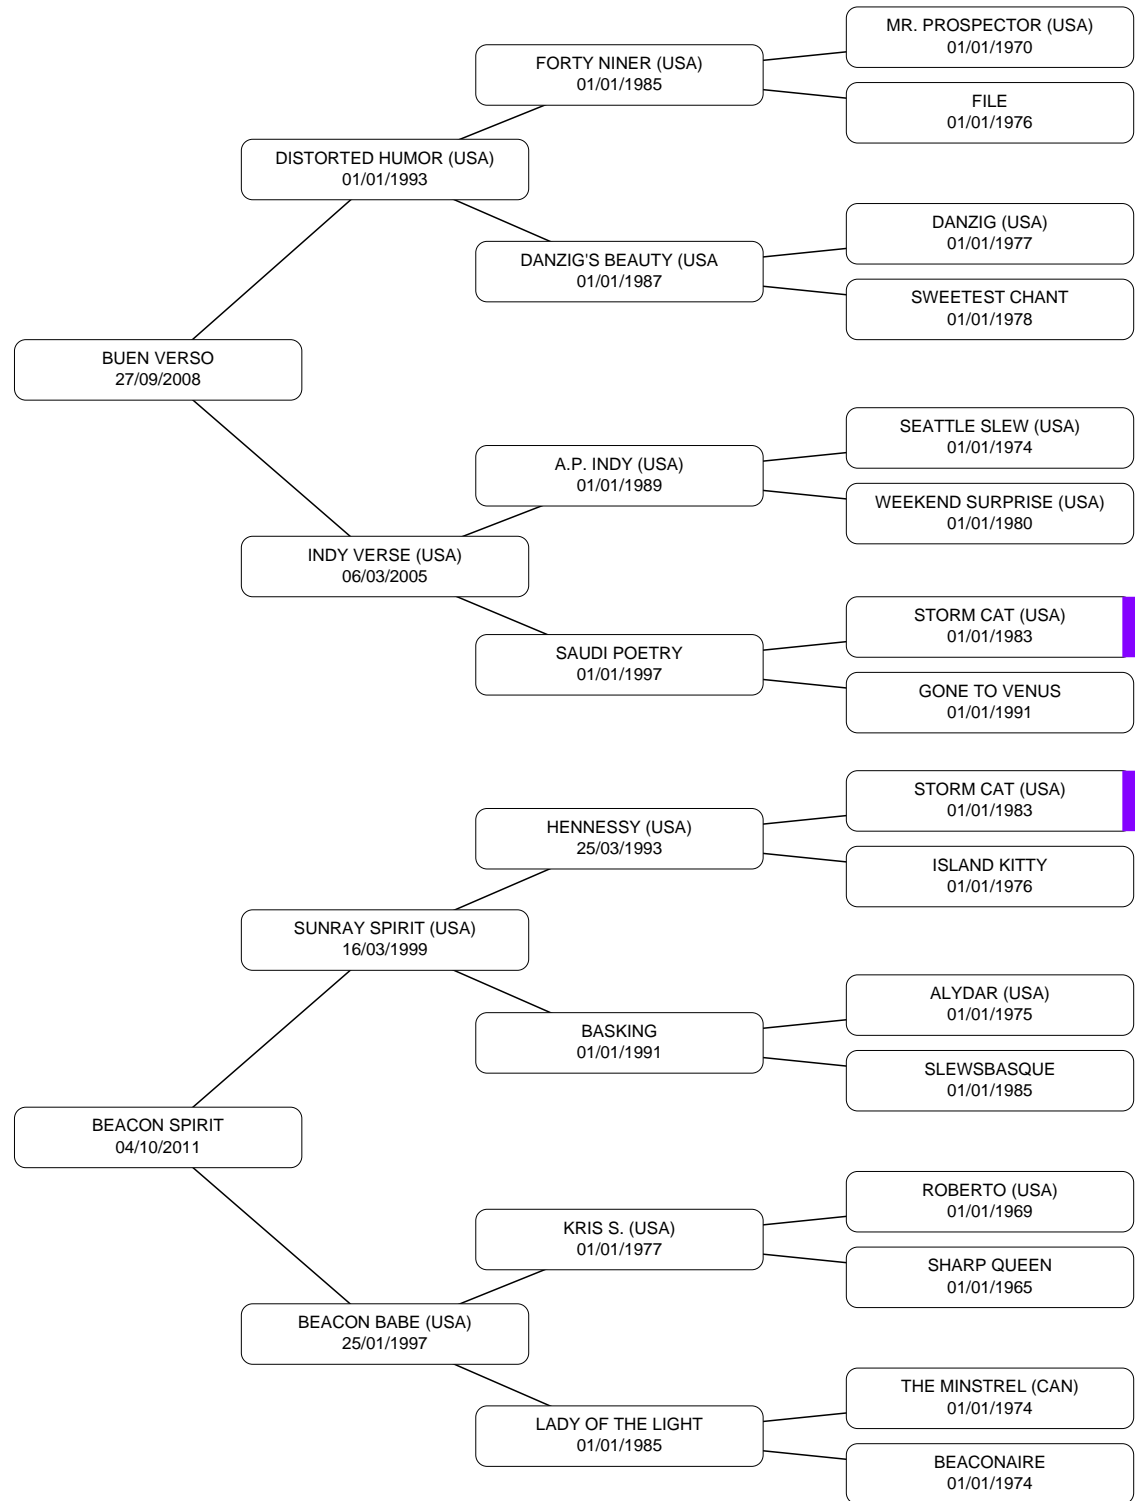 MR. PROSPECTOR (USA)
01/01/1970
FORTY NINER (USA)
01/01/1985
FILE
01/01/1976
DISTORTED HUMOR (USA)
01/01/1993
DANZIG (USA)
01/01/1977
DANZIG'S BEAUTY (USA
01/01/1987
SWEETEST CHANT
01/01/1978
BUEN VERSO
27/09/2008
SEATTLE SLEW (USA)
01/01/1974
A.P. INDY (USA)
01/01/1989
WEEKEND SURPRISE (USA)
01/01/1980
INDY VERSE (USA)
06/03/2005
STORM CAT (USA)
01/01/1983
SAUDI POETRY
01/01/1997
GONE TO VENUS
01/01/1991
STORM CAT (USA)
01/01/1983
HENNESSY (USA)
25/03/1993
ISLAND KITTY
01/01/1976
SUNRAY SPIRIT (USA)
16/03/1999
ALYDAR (USA)
01/01/1975
BASKING
01/01/1991
SLEWSBASQUE
01/01/1985
BEACON SPIRIT
04/10/2011
ROBERTO (USA)
01/01/1969
KRIS S. (USA)
01/01/1977
SHARP QUEEN
01/01/1965
BEACON BABE (USA)
25/01/1997
THE MINSTREL (CAN)
01/01/1974
LADY OF THE LIGHT
01/01/1985
BEACONAIRE
01/01/1974